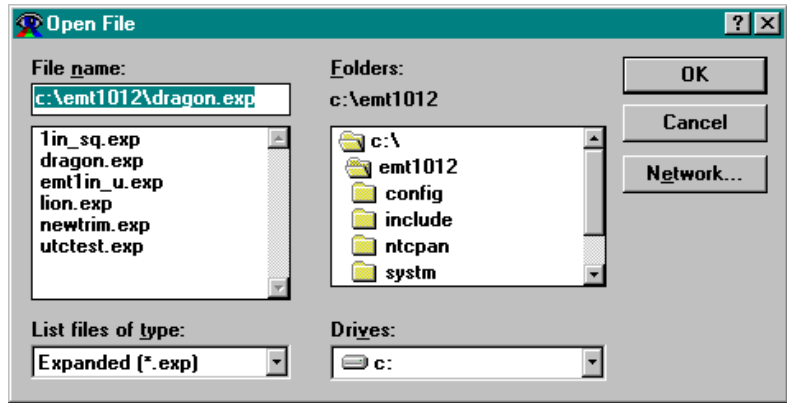 Open File
File name:
c:\emt1012\dragon.exp
1in_sq.exp
dragon.exp
emt1in_u.exp
lion.exp
newtrim.exp
utctest.exp
List files of type:
Expanded (*.exp)
Folders:
c:\emt1012
c:\
emt1012
config
include
ntcpan
systm
Drives:
c:
OK
Cancel
Network...